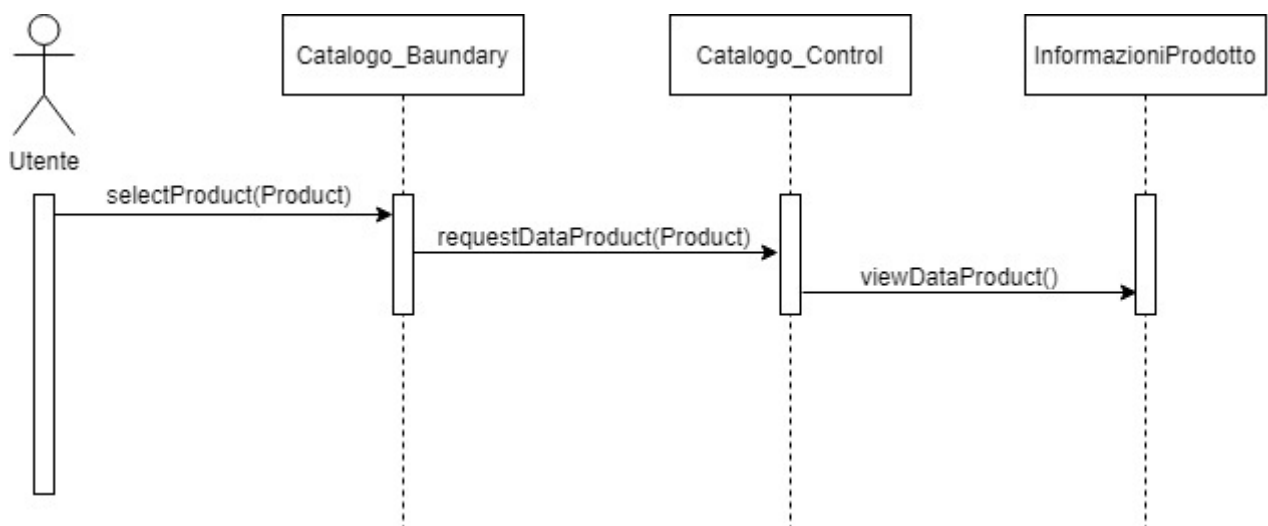 Catalogo_Baundary
Catalogo_Control
InformazioniProdotto
Utente
selectProduct(Product)
requestDataProduct(Product)
viewDataProduct()